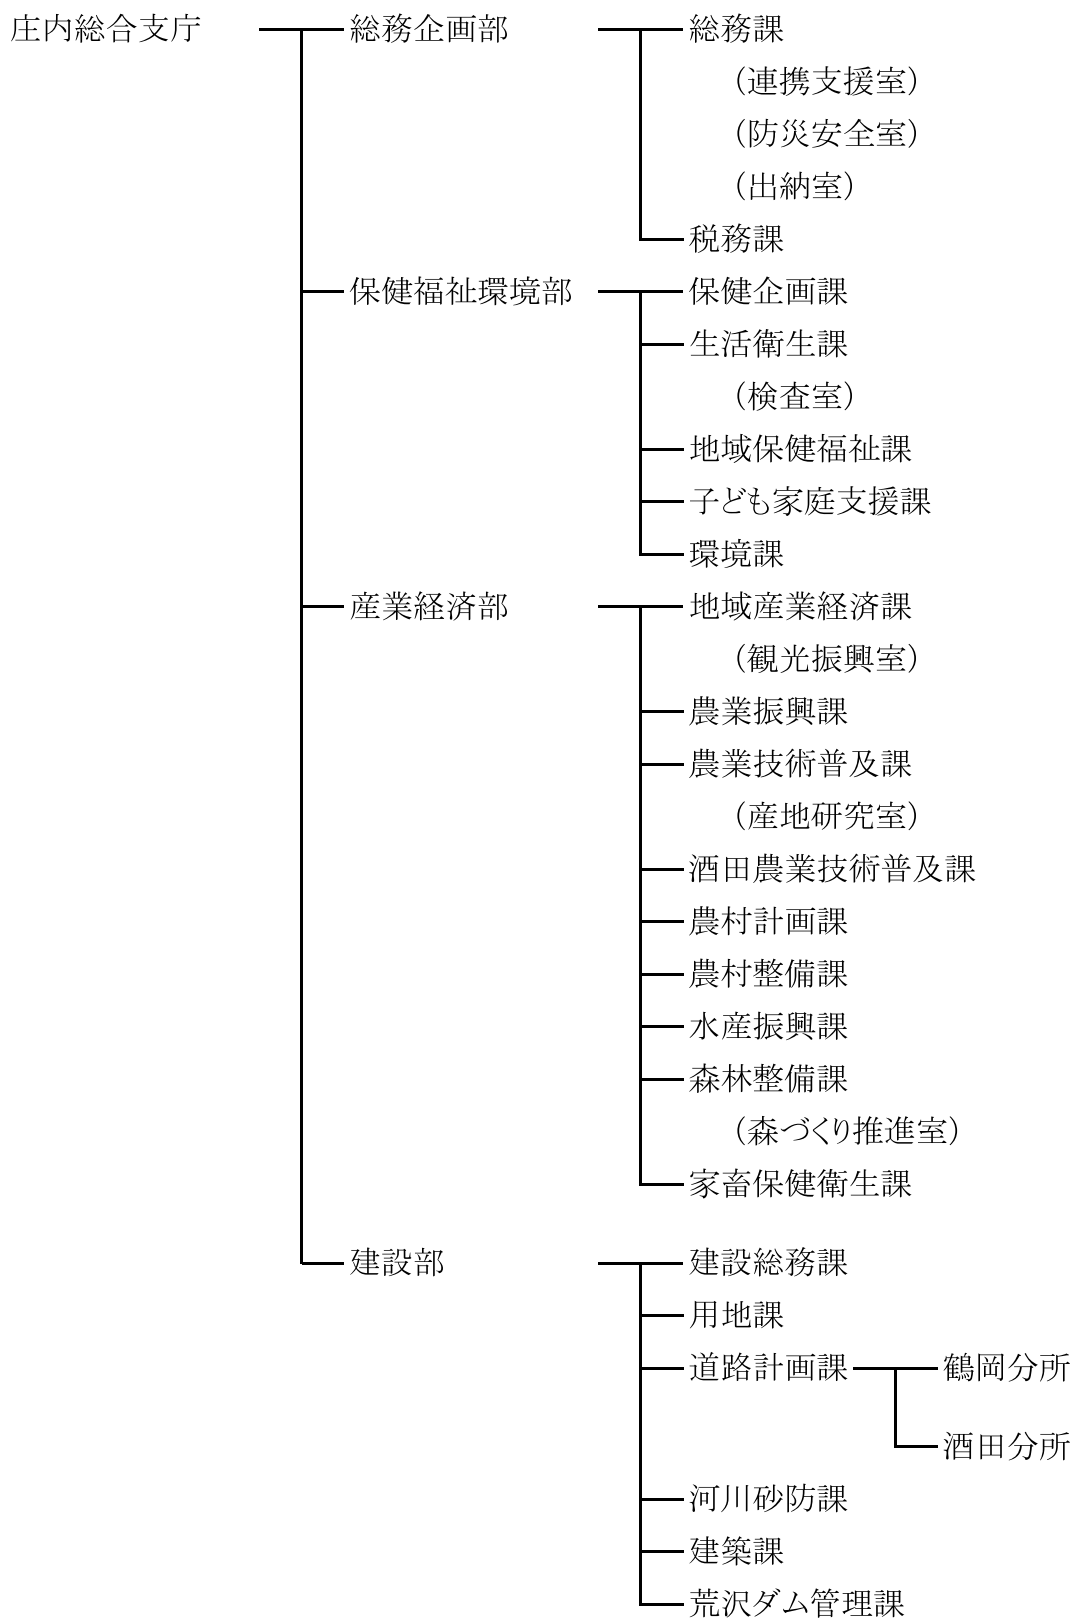 庄内総合支庁 総務企画部 総務課
（連携支援室）
（防災安全室）
（出納室）
税務課
保健福祉環境部 保健企画課
生活衛生課
（検査室）
地域保健福祉課
子ども家庭支援課
環境課
産業経済部 地域産業経済課
（観光振興室）
農業振興課
農業技術普及課
（産地研究室）
酒田農業技術普及課
農村計画課
農村整備課
水産振興課
森林整備課
（森づくり推進室）
家畜保健衛生課
建設部 建設総務課
用地課
道路計画課 鶴岡分所
酒田分所
河川砂防課
建築課
荒沢ダム管理課